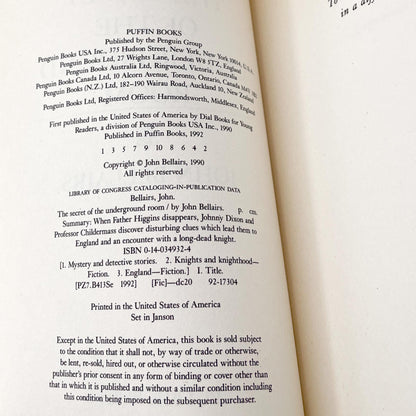 PUFFIN BOOKS
Published by the Penguin Group
Penguin Books USA Inc., 375 Hudson Street, New York, New York 10014, U.S.A.
Penguin Books Ltd, 27 Wrights Lane, London W8 5TZ, England
Penguin Books Australia Ltd, Ringwood, Victoria,
Penguin Books Canada Ltd, 10 Alcorn Avenue, Toronto, Ontario, Canada
Penguin Books (N.Z.) Ltd, 182–190 Wairau Road, Auckland 10, New Zealand
Penguin Books Ltd, Registered Offices: Harmondsworth, Middlesex, England
First published in the United States of America by Dial Books for Young
Readers, a division of Penguin Books USA Inc., 1990
Published in Puffin Books, 1992
1 3 5 7 9 10 8 6 4 2
Copyright © John Bellairs, 1990
LIBRARY OF CONGRESS CATALOGING-IN-PUBLICATION DATA
Bellairs, John.
The secret of the underground room / by John Bellairs. p. cm.
Summary: When Father Higgins disappears, Johnny Dixon and
Professor Childermass discover disturbing clues which lead them to
England and an encounter with a long-dead knight.
ISBN 0-14-034932-4
[1. Mystery and detective stories. 2. Knights and knighthood—
Fiction. 3. England—Fiction.] I. Title.
[PZ7.B413Se 1992] [Fic]—dc20 92-17304
Printed in the United States of America
Set in Janson
Except in the United States of America, this book is sold subject
to the condition that it shall not, by way of trade or otherwise,
be lent, re-sold, hired out, or otherwise circulated without the
publisher's prior consent in any form of binding or cover other than
that in which it is published and without a similar condition including
this condition being imposed on the subsequent purchaser.
To
in a